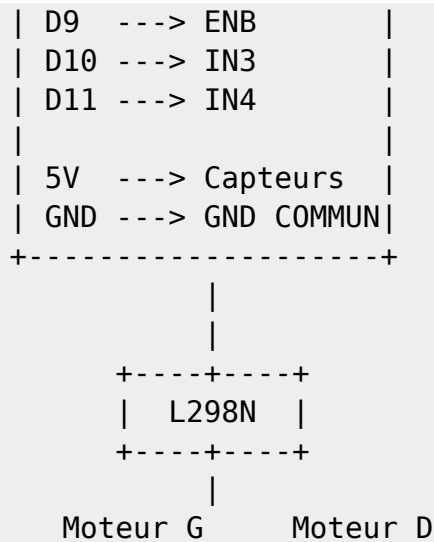 | D9  ---> ENB        |
| D10 ---> IN3        |
| D11 ---> IN4        |
|                     |
| 5V  ---> Capteurs   |
| GND ---> GND COMMUN|
+--------------------+
           |
           |
      +----+----+
      |  L298N  |
      +----+----+
           |
   Moteur G     Moteur D